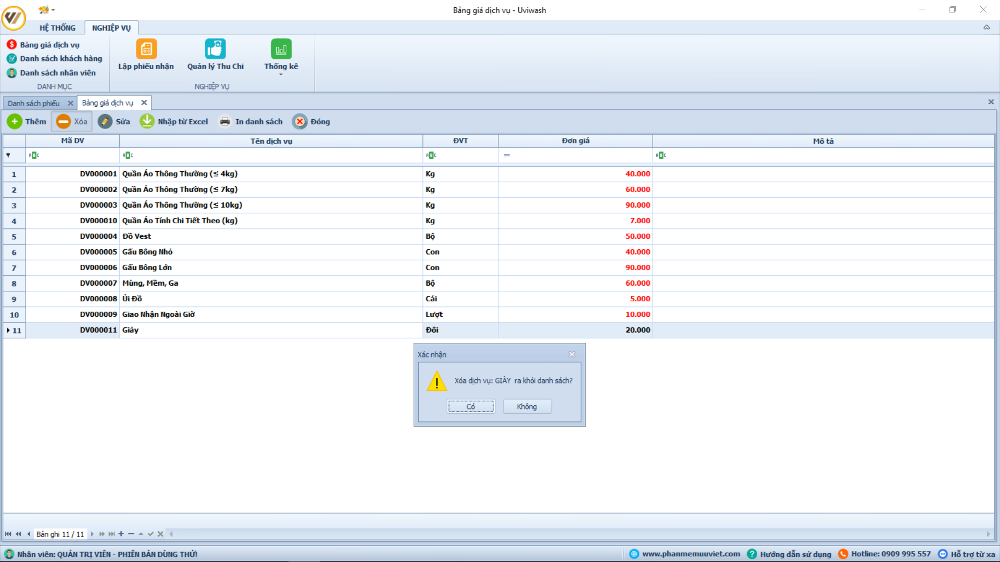 Bảng giá dịch vụ - Uviwash
HỆ THỐNG
NGHIỆP VỤ
Bảng giá dịch vụ
Danh sách khách hàng
Danh sách nhân viên
DANH MỤC
Lập phiếu nhận
Quản lý Thu Chi
Thống kê
NGHIỆP VỤ
Danh sách phiếu
Bảng giá dịch vụ
Thêm
Xóa
Sửa
Nhập từ Excel
In danh sách
Đóng
Mã DV Tên dịch vụ ĐVT Đơn giá Mô tả
ABC ABC ABC = ABC
1 DV000001 Quần Áo Thông Thường (≤ 4kg) Kg 40.000
2 DV000002 Quần Áo Thông Thường (≤ 7kg) Kg 60.000
3 DV000003 Quần Áo Thông Thường (≤ 10kg) Kg 90.000
4 DV000010 Quần Áo Tính Chi Tiết Theo (kg) Kg 7.000
5 DV000004 Đồ Vest Bộ 50.000
6 DV000005 Gấu Bông Nhỏ Con 40.000
7 DV000006 Gấu Bông Lớn Con 90.000
8 DV000007 Mùng, Mềm, Ga Bộ 60.000
9 DV000008 Ủi Đồ Cái 5.000
10 DV000009 Giao Nhận Ngoài Giờ Lượt 10.000
11 DV000011 Giày Đôi 20.000
Xác nhận
Xóa dịch vụ: GIÀY ra khỏi danh sách?
Có
Không
Bản ghi 11 / 11
Nhân viên: QUẢN TRỊ VIÊN - PHIÊN BẢN DÙNG THỬ!
www.phanmemuuviet.com
Hướng dẫn sử dụng
Hotline: 0909 995 557
Hỗ trợ từ xa